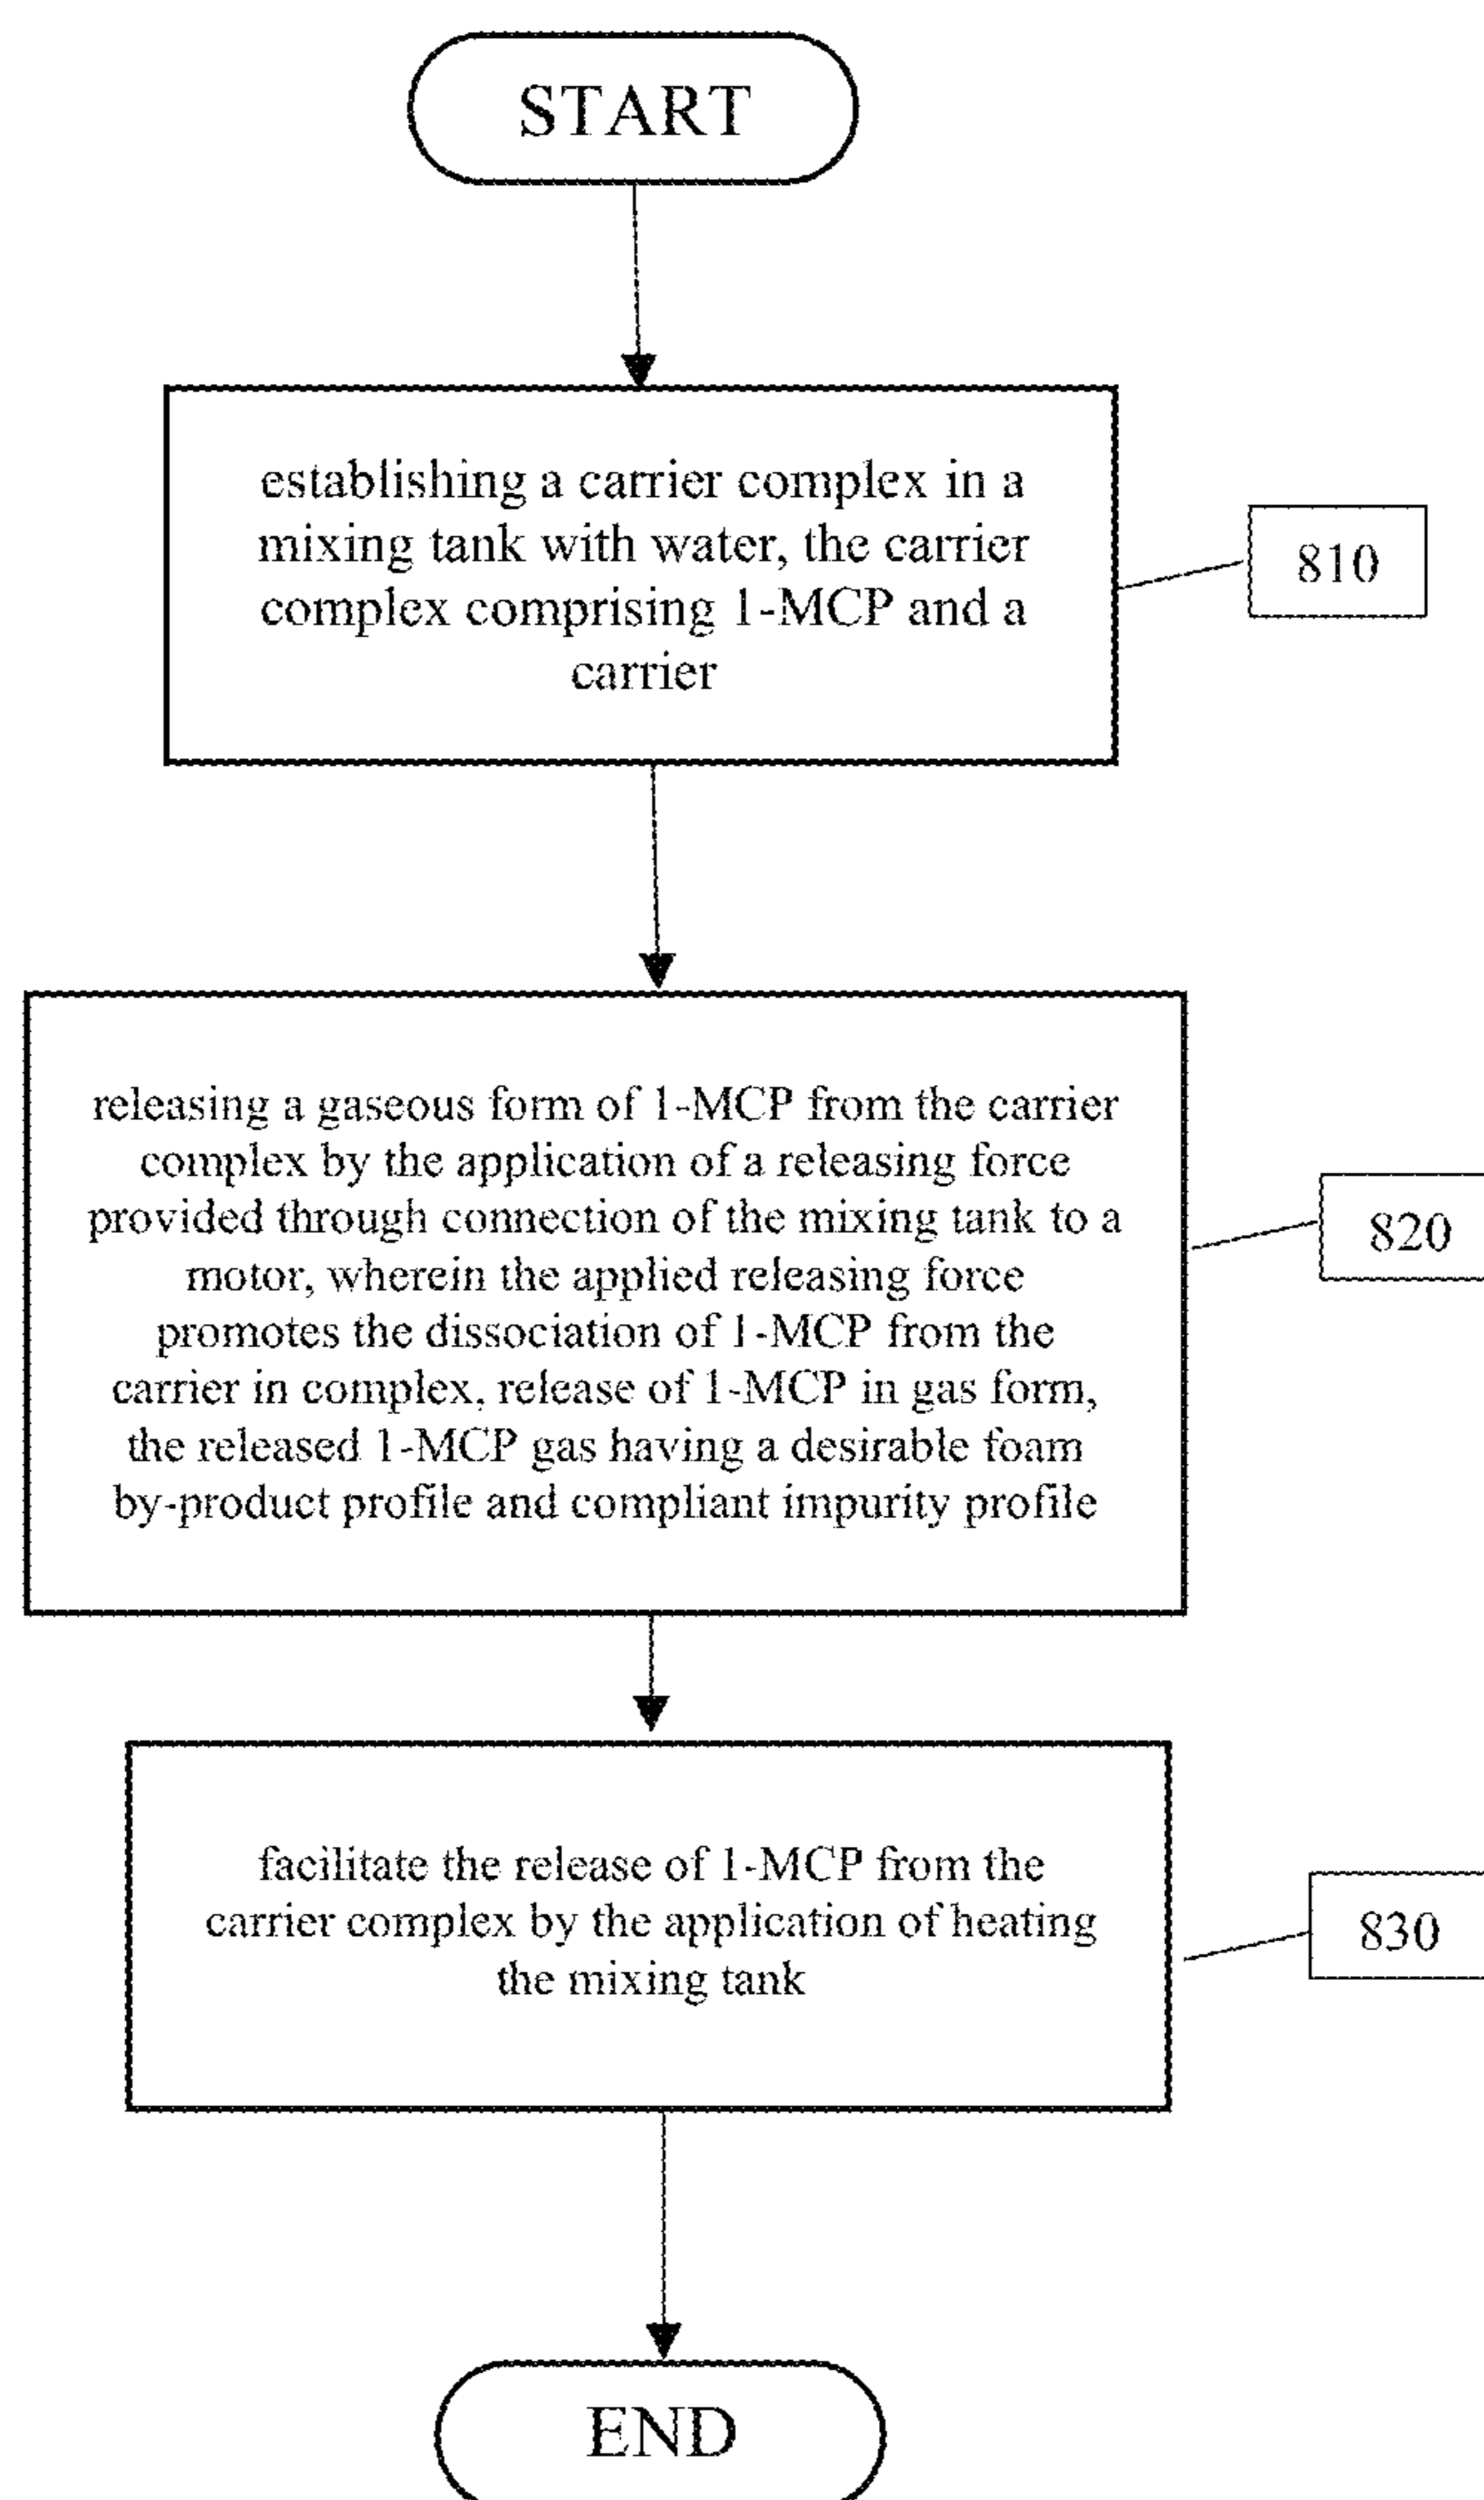 START
establishing a carrier complex in a
mixing tank with water, the carrier
complex comprising 1-MCP and a
carrier
810
releasing a gaseous form of 1-MCP from the carrier
complex by the application of a releasing force
provided through connection of the mixing tank to a
motor, wherein the applied releasing force
promotes the dissociation of 1-MCP from the
carrier in complex, release of 1-MCP in gas form,
the released 1-MCP gas having a desirable foam
by-product profile and compliant impurity profile
820
facilitate the release of 1-MCP from the
carrier complex by the application of heating
the mixing tank
830
END